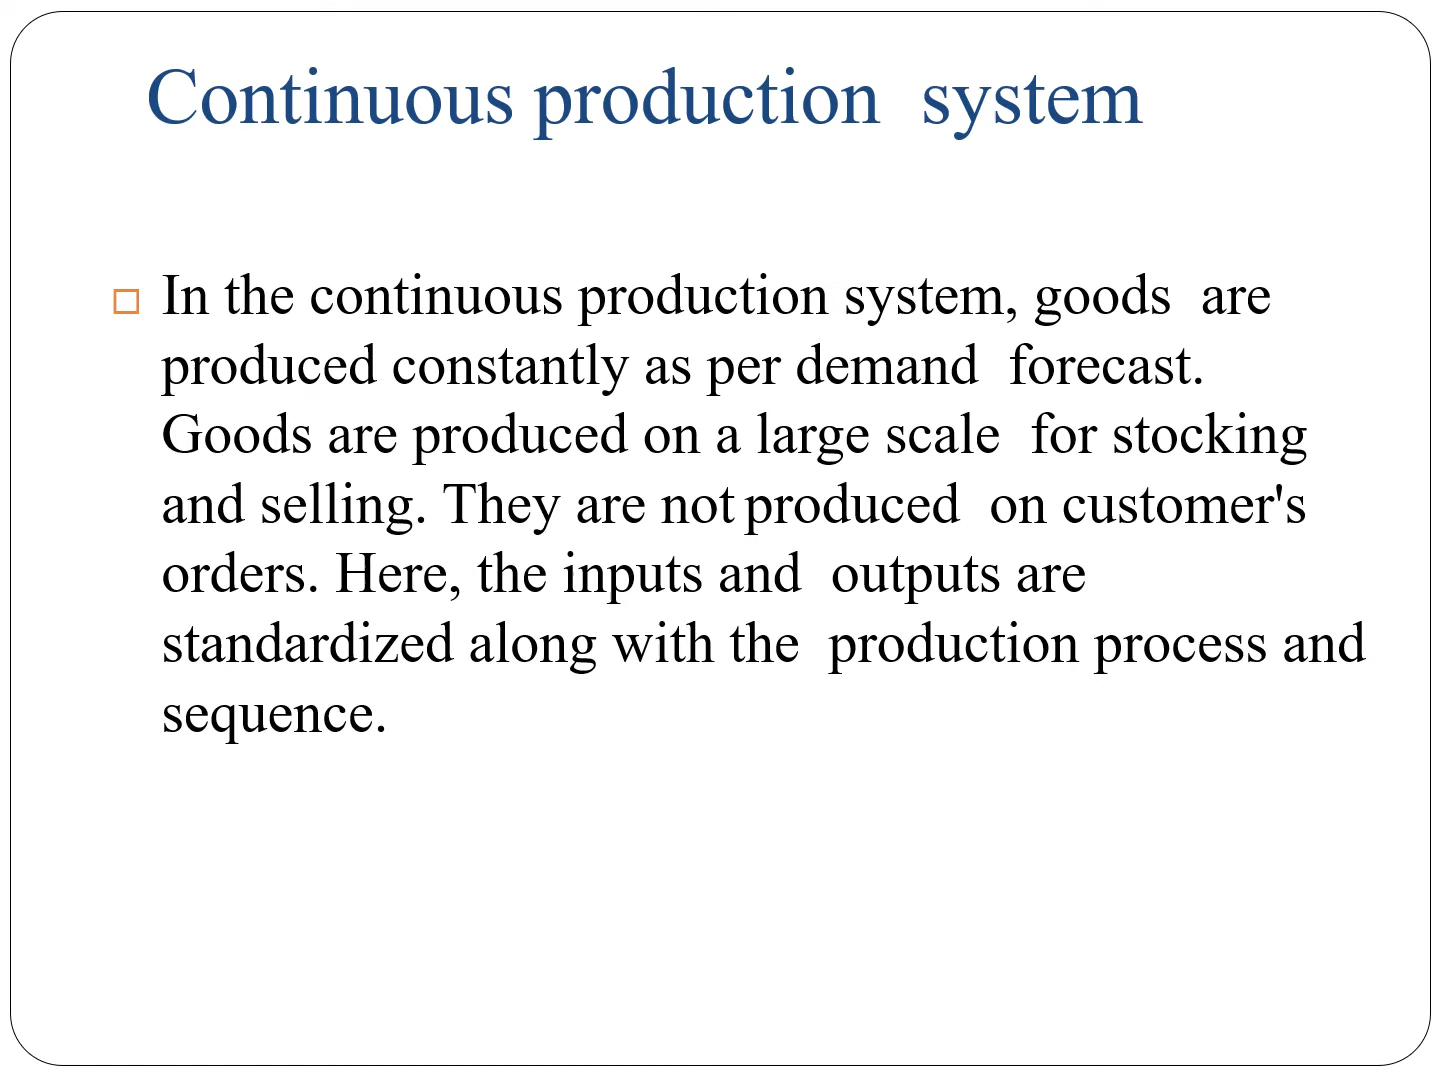 Continuous production system
In the continuous production system, goods are
produced constantly as per demand forecast.
Goods are produced on a large scale for stocking
and selling. They are not produced on customer's
orders. Here, the inputs and outputs are
standardized along with the production process and
sequence.